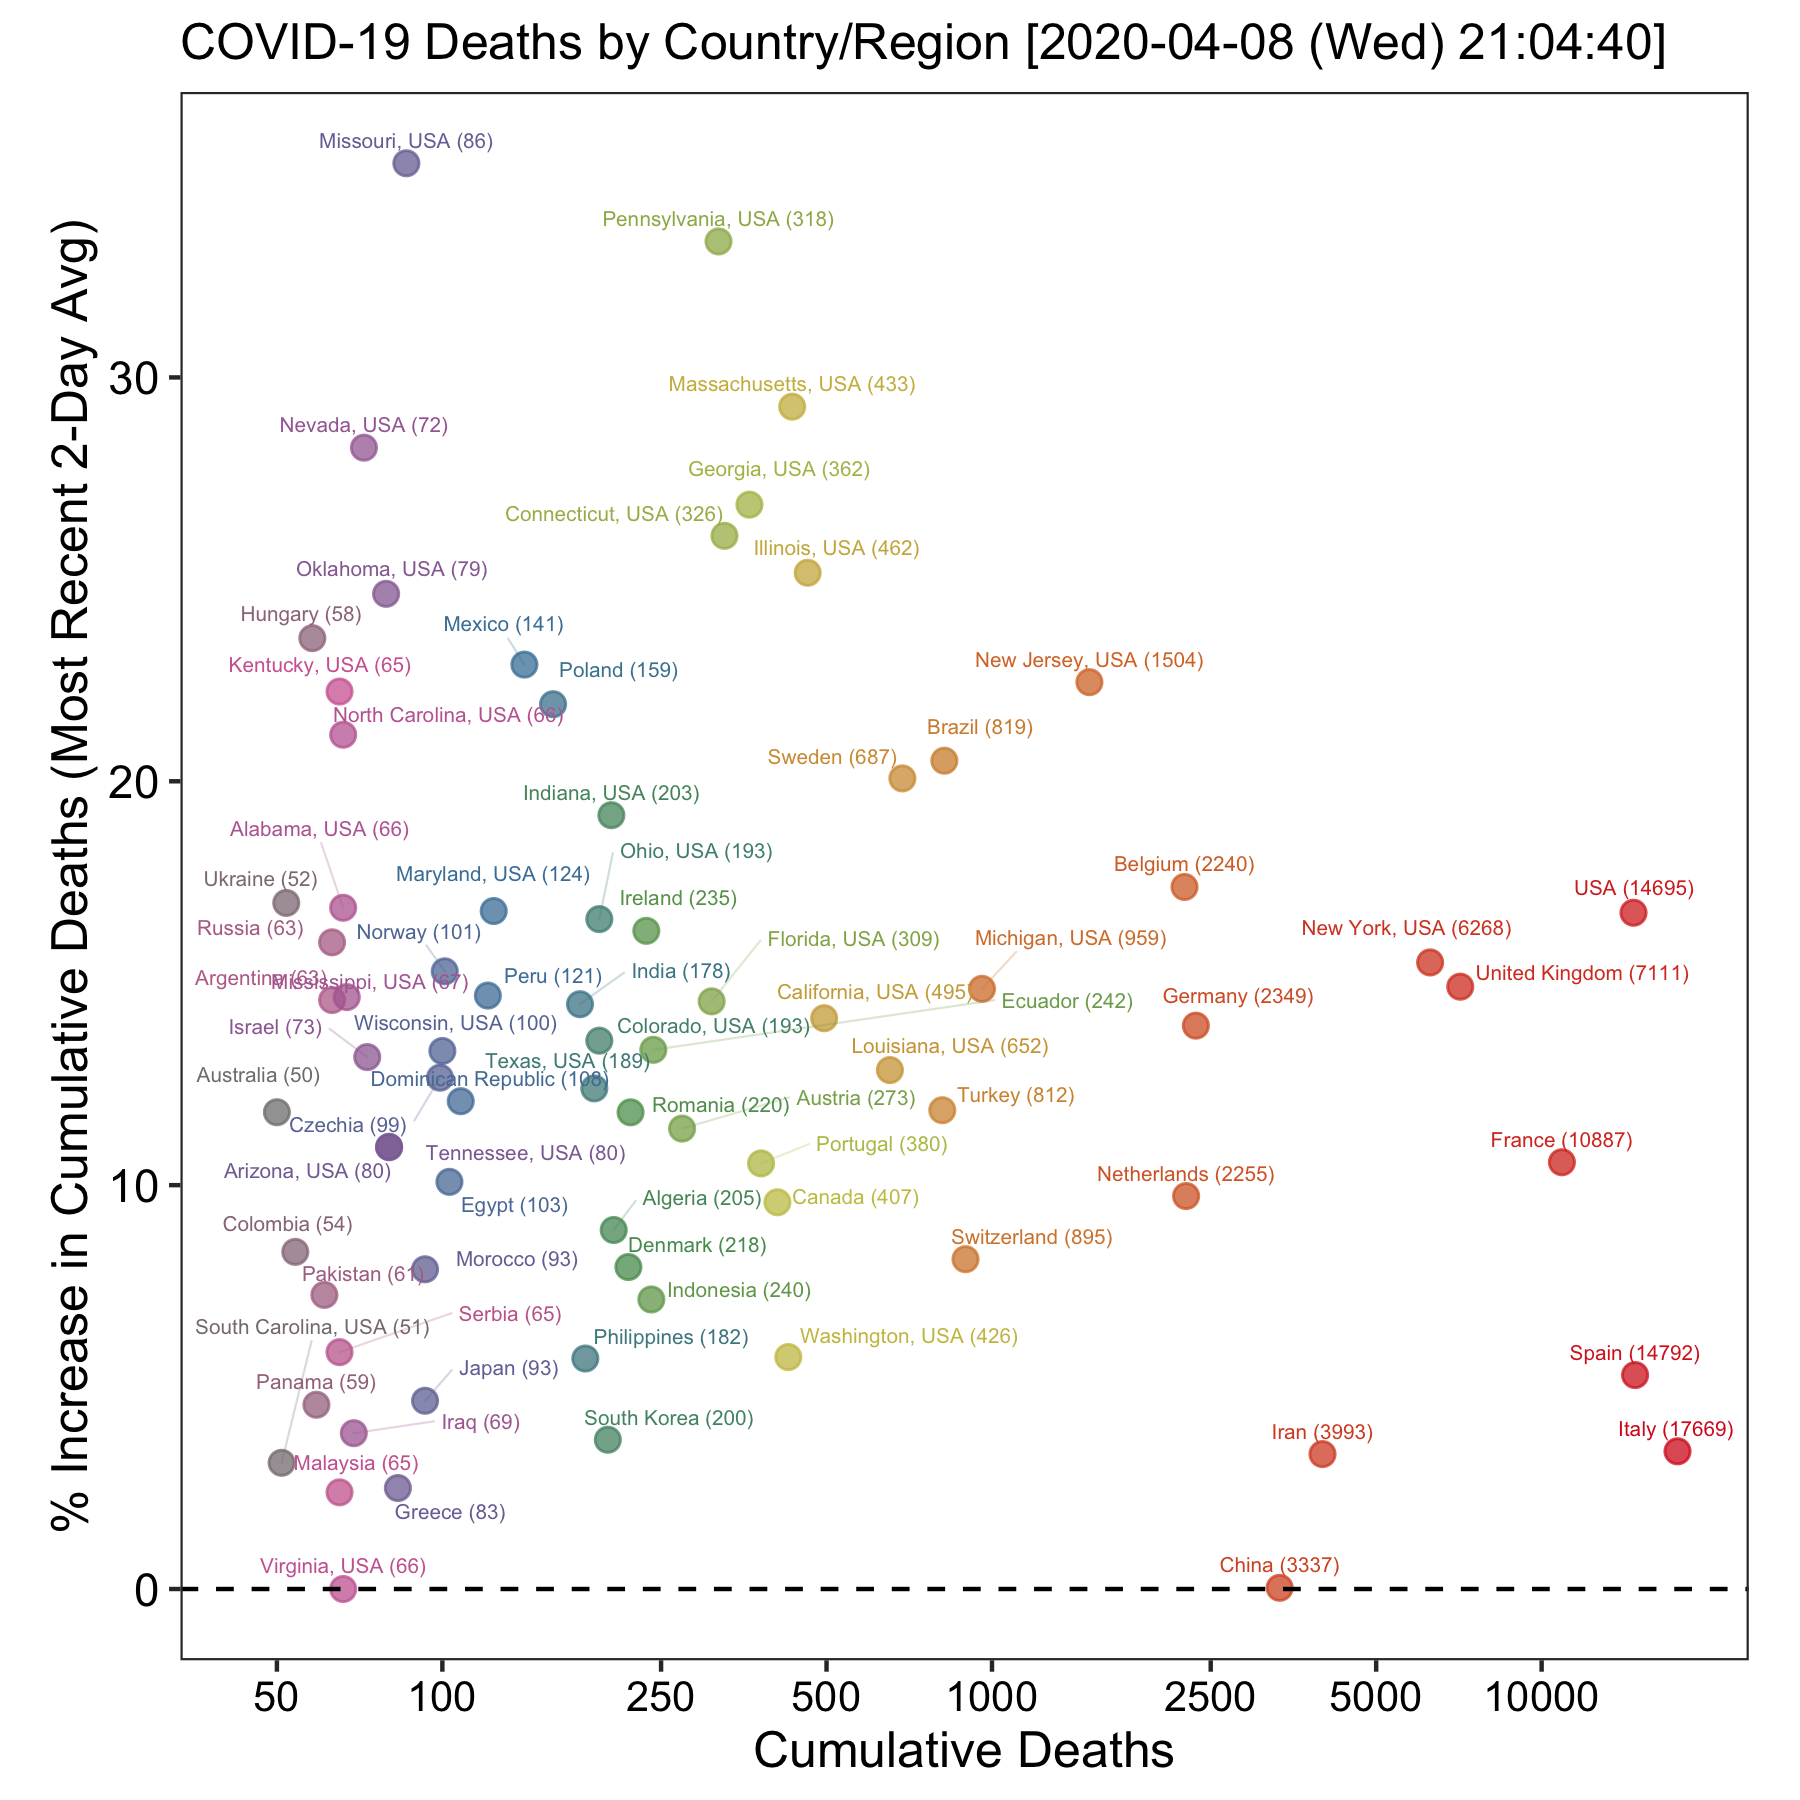 COVID-19 Deaths by Country/Region [2020-04-08 (Wed) 21:04:40]
% Increase in Cumulative Deaths (Most Recent 2-Day Avg)
30
20
10
0
Missouri, USA (86)
Pennsylvania, USA (318)
Massachusetts, USA (433)
Nevada, USA (72)
Georgia, USA (362)
Connecticut, USA (326)
Illinois, USA (462)
Oklahoma, USA (79)
Hungary (58)
Mexico (141)
Kentucky, USA (65)
Poland (159)
New Jersey, USA (1504)
North Carolina, USA (66)
Brazil (819)
Sweden (687)
Indiana, USA (203)
Alabama, USA (66)
Ohio, USA (193)
Belgium (2240)
Maryland, USA (124)
Ukraine (52)
USA (14695)
Ireland (235)
Russia (63)
New York, USA (6268)
Norway (101)
Florida, USA (309)
Michigan, USA (959)
India (178)
United Kingdom (7111)
Peru (121)
Argentina (63)
Mississippi, USA (67)
California, USA (495)
Germany (2349)
Ecuador (242)
Wisconsin, USA (100)
Israel (73)
Colorado, USA (193)
Louisiana, USA (652)
Texas, USA (189)
Australia (50)
Dominican Republic (108)
Turkey (812)
Austria (273)
Romania (220)
Czechia (99)
France (10887)
Portugal (380)
Tennessee, USA (80)
Arizona, USA (80)
Netherlands (2255)
Canada (407)
Algeria (205)
Egypt (103)
Colombia (54)
Switzerland (895)
Denmark (218)
Morocco (93)
Pakistan (61)
Indonesia (240)
Serbia (65)
South Carolina, USA (51)
Philippines (182)
Washington, USA (426)
Spain (14792)
Japan (93)
Panama (59)
South Korea (200)
Iraq (69)
Italy (17669)
Iran (3993)
Malaysia (65)
Greece (83)
Virginia, USA (66)
China (3337)
50
100
250
500
1000
2500
5000
10000
Cumulative Deaths